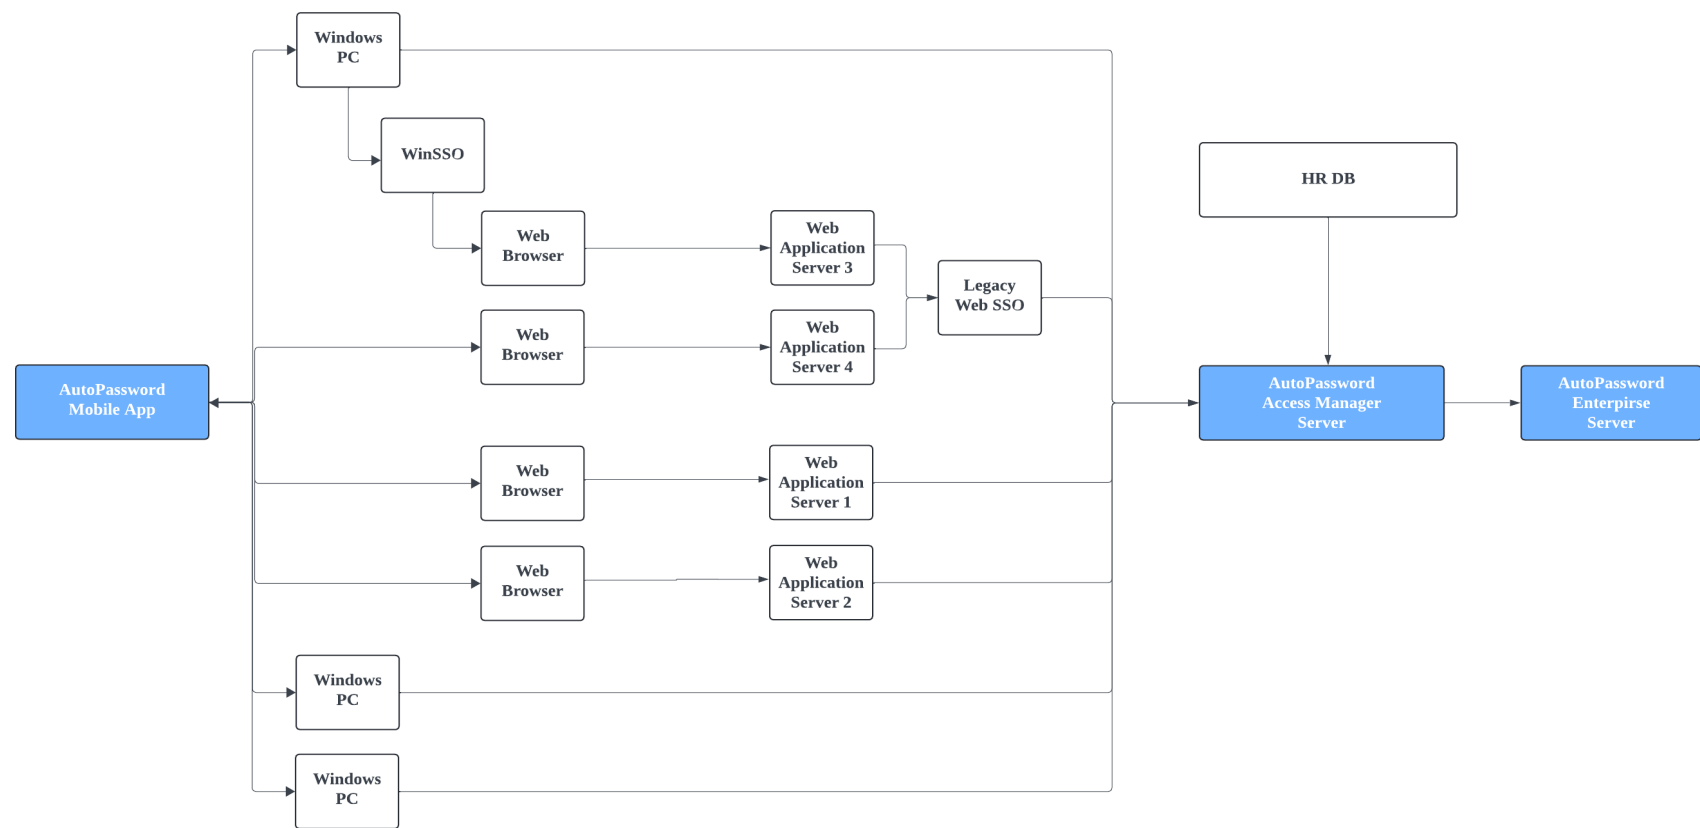 Windows
PC
WinSSO
HR DB
Web
Browser
Web
Application
Server 3
Legacy
Web SSO
Web
Browser
Web
Application
Server 4
AutoPassword
Mobile App
AutoPassword
Access Manager
Server
AutoPassword
Enterpirse
Server
Web
Browser
Web
Application
Server 1
Web
Browser
Web
Application
Server 2
Windows
PC
Windows
PC